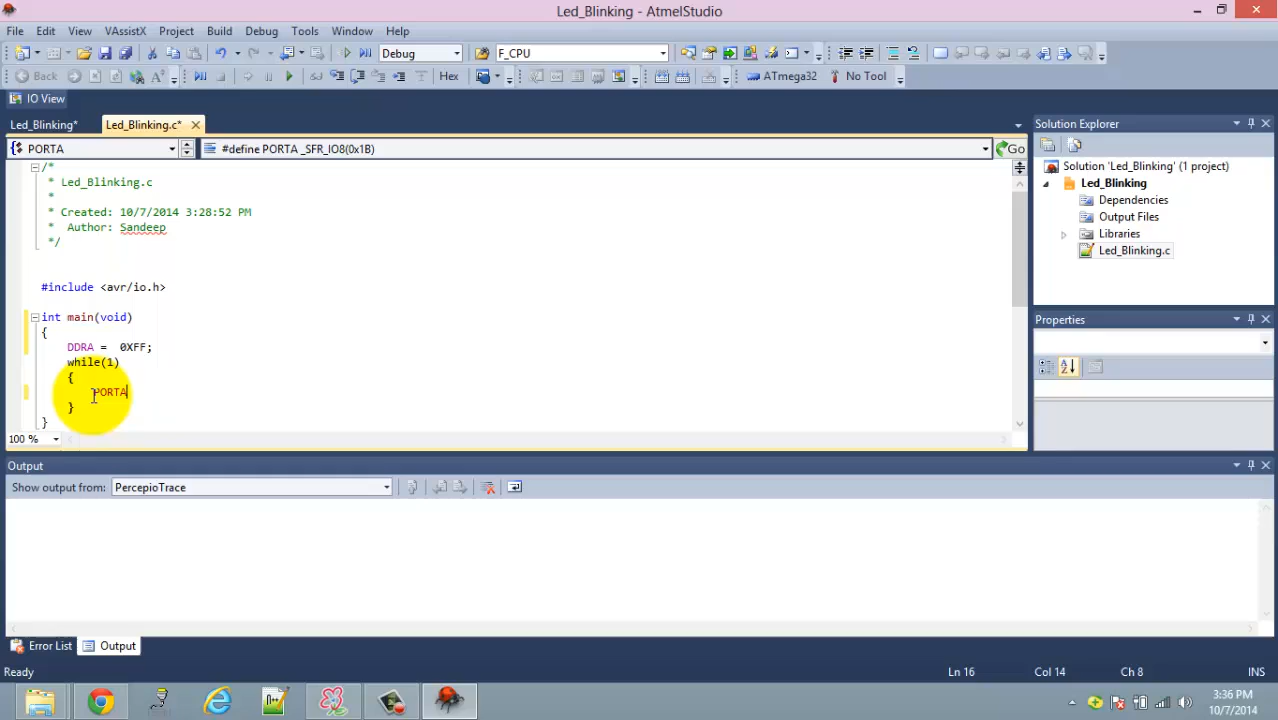 Led_Blinking - AtmelStudio
File Edit View VAssistX Project Build Debug Tools Window Help
Debug F_CPU
Back Hex ATmega32 No Tool
IO View
Led_Blinking* Led_Blinking.c*
PORTA #define PORTA _SFR_IO8(0x1B) Go
/*
* Led_Blinking.c
*
* Created: 10/7/2014 3:28:52 PM
* Author: Sandeep
*/
#include <avr/io.h>
int main(void)
{
DDRA = 0XFF;
while(1)
{
PORTA
}
}
100 %
Solution Explorer
Solution 'Led_Blinking' (1 project)
Led_Blinking
Dependencies
Output Files
Libraries
Led_Blinking.c
Properties
Output
Show output from: PercepioTrace
Error List Output
Ready Ln 16 Col 14 Ch 8 INS
3:36 PM
10/7/2014